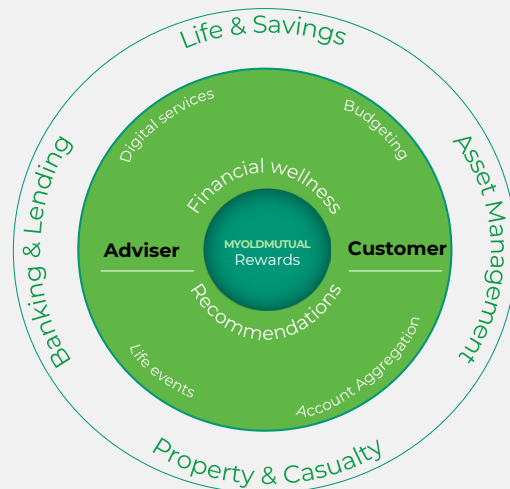 Life & Savings
Digital services
Budgeting
Banking & Lending
Asset Management
Financial wellness
Adviser
MYOLDMUTUAL
Rewards
Customer
Recommendations
Life events
Account Aggregation
Property & Casualty